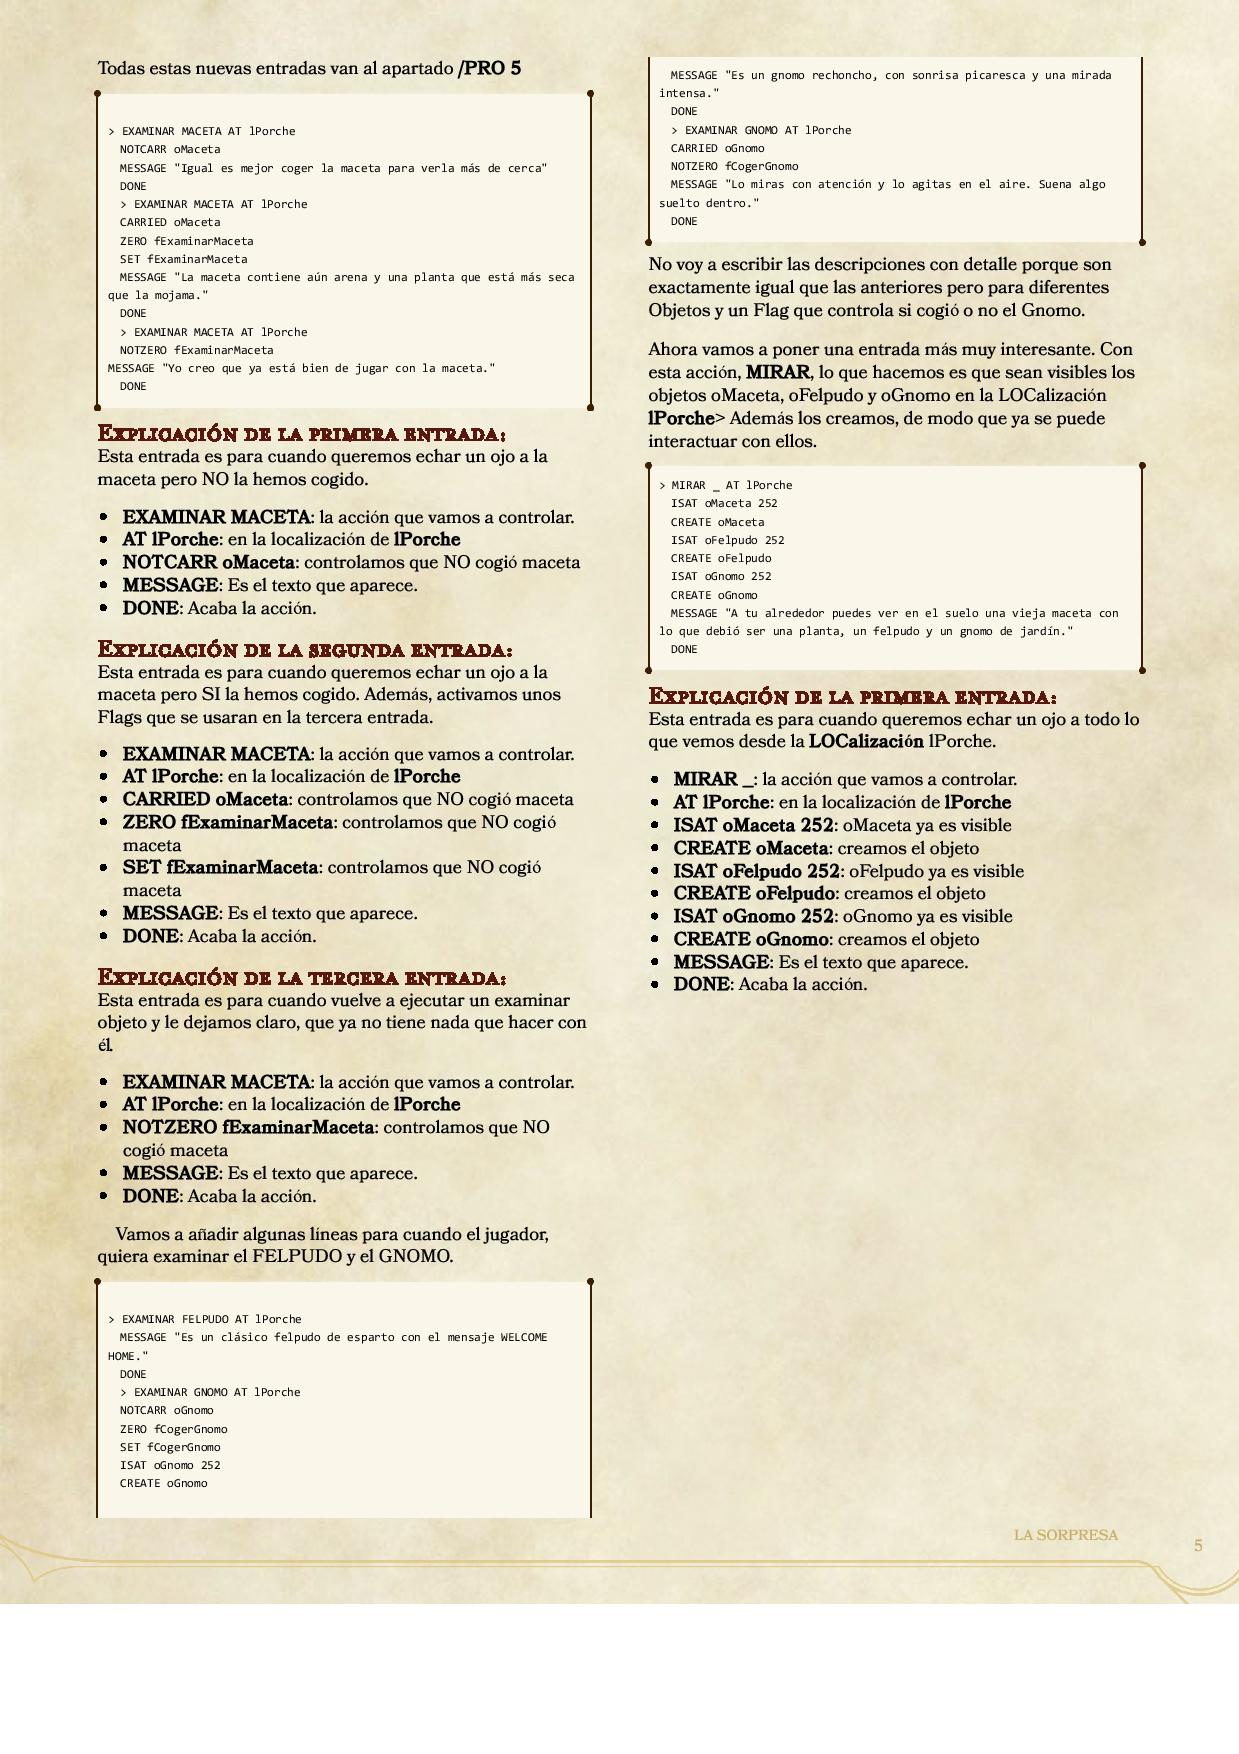 Todas estas nuevas entradas van al apartado /PRO 5
> EXAMINAR MACETA AT lPorche
NOTCARR oMaceta
MESSAGE "Igual es mejor coger la maceta para verla más de cerca"
DONE
> EXAMINAR MACETA AT lPorche
CARRIED oMaceta
ZERO fExaminarMaceta
SET fExaminarMaceta
MESSAGE "La maceta contiene aún arena y una planta que está más seca
que la mojama."
DONE
> EXAMINAR MACETA AT lPorche
NOTZERO fExaminarMaceta
MESSAGE "Yo creo que ya está bien de jugar con la maceta."
DONE
Explicación de la primera entrada:
Esta entrada es para cuando queremos echar un ojo a la
maceta pero NO la hemos cogido.
• EXAMINAR MACETA: la acción que vamos a controlar.
• AT lPorche: en la localización de lPorche
• NOTCARR oMaceta: controlamos que NO cogió maceta
• MESSAGE: Es el texto que aparece.
• DONE: Acaba la acción.
Explicación de la segunda entrada:
Esta entrada es para cuando queremos echar un ojo a la
maceta pero SI la hemos cogido. Además, activamos unos
Flags que se usaran en la tercera entrada.
• EXAMINAR MACETA: la acción que vamos a controlar.
• AT lPorche: en la localización de lPorche
• CARRIED oMaceta: controlamos que NO cogió maceta
• ZERO fExaminarMaceta: controlamos que NO cogió
maceta
• SET fExaminarMaceta: controlamos que NO cogió
maceta
• MESSAGE: Es el texto que aparece.
• DONE: Acaba la acción.
Explicación de la tercera entrada:
Esta entrada es para cuando vuelve a ejecutar un examinar
objeto y le dejamos claro, que ya no tiene nada que hacer con
él.
• EXAMINAR MACETA: la acción que vamos a controlar.
• AT lPorche: en la localización de lPorche
• NOTZERO fExaminarMaceta: controlamos que NO
cogió maceta
• MESSAGE: Es el texto que aparece.
• DONE: Acaba la acción.
Vamos a añadir algunas líneas para cuando el jugador,
quiera examinar el FELPUDO y el GNOMO.
> EXAMINAR FELPUDO AT lPorche
MESSAGE "Es un clásico felpudo de esparto con el mensaje WELCOME
HOME."
DONE
> EXAMINAR GNOMO AT lPorche
NOTCARR oGnomo
ZERO fCogerGnomo
SET fCogerGnomo
ISAT oGnomo 252
CREATE oGnomo
MESSAGE "Es un gnomo rechoncho, con sonrisa picaresca y una mirada
intensa."
DONE
> EXAMINAR GNOMO AT lPorche
CARRIED oGnomo
NOTZERO fCogerGnomo
MESSAGE "Lo miras con atención y lo agitas en el aire. Suena algo
suelto dentro."
DONE
No voy a escribir las descripciones con detalle porque son
exactamente igual que las anteriores pero para diferentes
Objetos y un Flag que controla si cogió o no el Gnomo.
Ahora vamos a poner una entrada más muy interesante. Con
esta acción, MIRAR, lo que hacemos es que sean visibles los
objetos oMaceta, oFelpudo y oGnomo en la LOCalización
lPorche> Además los creamos, de modo que ya se puede
interactuar con ellos.
> MIRAR _ AT lPorche
ISAT oMaceta 252
CREATE oMaceta
ISAT oFelpudo 252
CREATE oFelpudo
ISAT oGnomo 252
CREATE oGnomo
MESSAGE "A tu alrededor puedes ver en el suelo una vieja maceta con
lo que debió ser una planta, un felpudo y un gnomo de jardín."
DONE
Explicación de la primera entrada:
Esta entrada es para cuando queremos echar un ojo a todo lo
que vemos desde la LOCalización lPorche.
• MIRAR _: la acción que vamos a controlar.
• AT lPorche: en la localización de lPorche
• ISAT oMaceta 252: oMaceta ya es visible
• CREATE oMaceta: creamos el objeto
• ISAT oFelpudo 252: oFelpudo ya es visible
• CREATE oFelpudo: creamos el objeto
• ISAT oGnomo 252: oGnomo ya es visible
• CREATE oGnomo: creamos el objeto
• MESSAGE: Es el texto que aparece.
• DONE: Acaba la acción.
LA SORPRESA
5